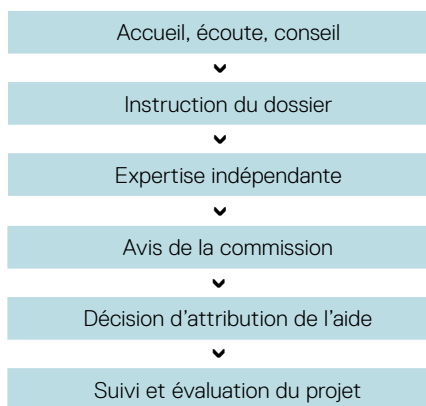 Accueil, écoute, conseil
Instruction du dossier
Expertise indépendante
Avis de la commission
Décision d’attribution de l’aide
Suivi et évaluation du projet